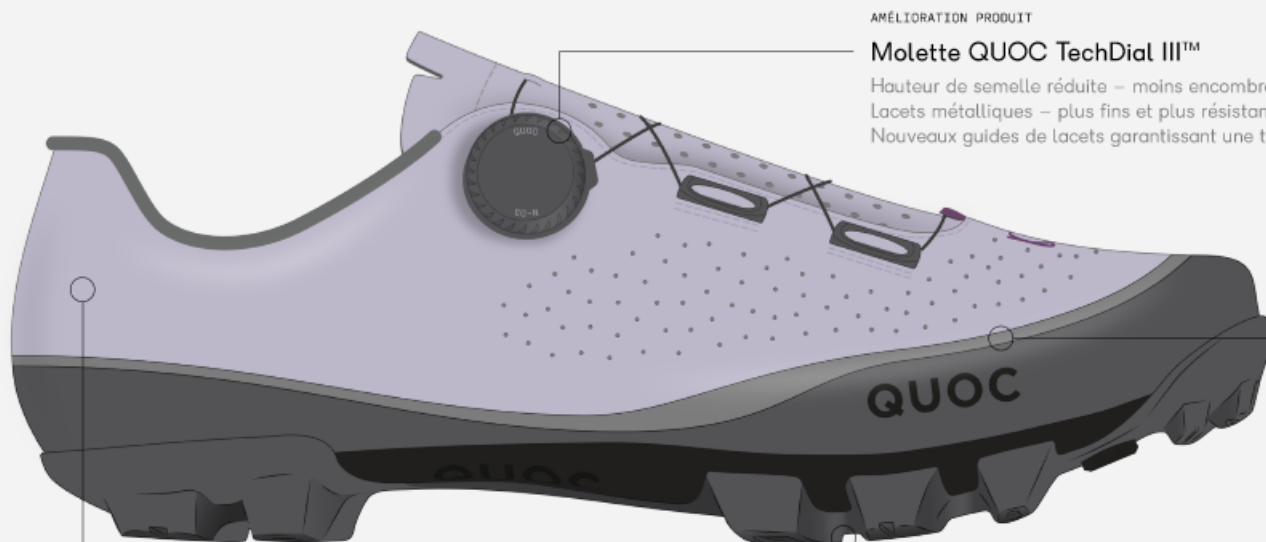 AMÉLIORATION PRODUIT
Molette QUOC TechDial III™
Hauteur de semelle réduite – moins
Lacets métalliques – plus fins et plus
Nouveaux guides de lacets garantissant une
QUOC
N-03
QUOC
QUOC